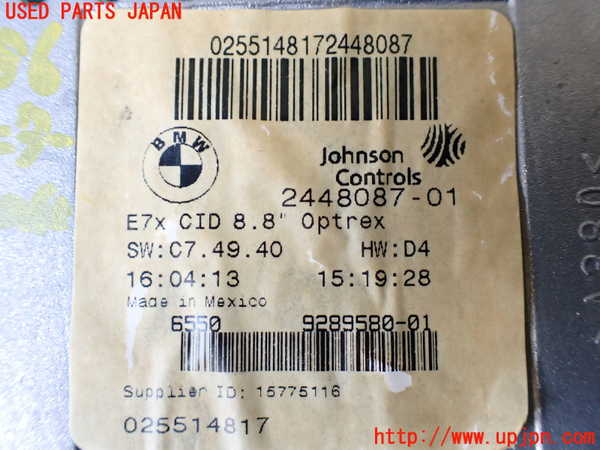 USED PARTS JAPAN
0255148172448087
BMW
Johnson
Controls
2448087-01
E7x CID 8.8" Optrex
SW:C7.49.40 HW:D4
16:04:13 15:19:28
Made in Mexico
6550 9289580-01
Supplier ID: 15775116
025514817
http://www.upjpn.com/